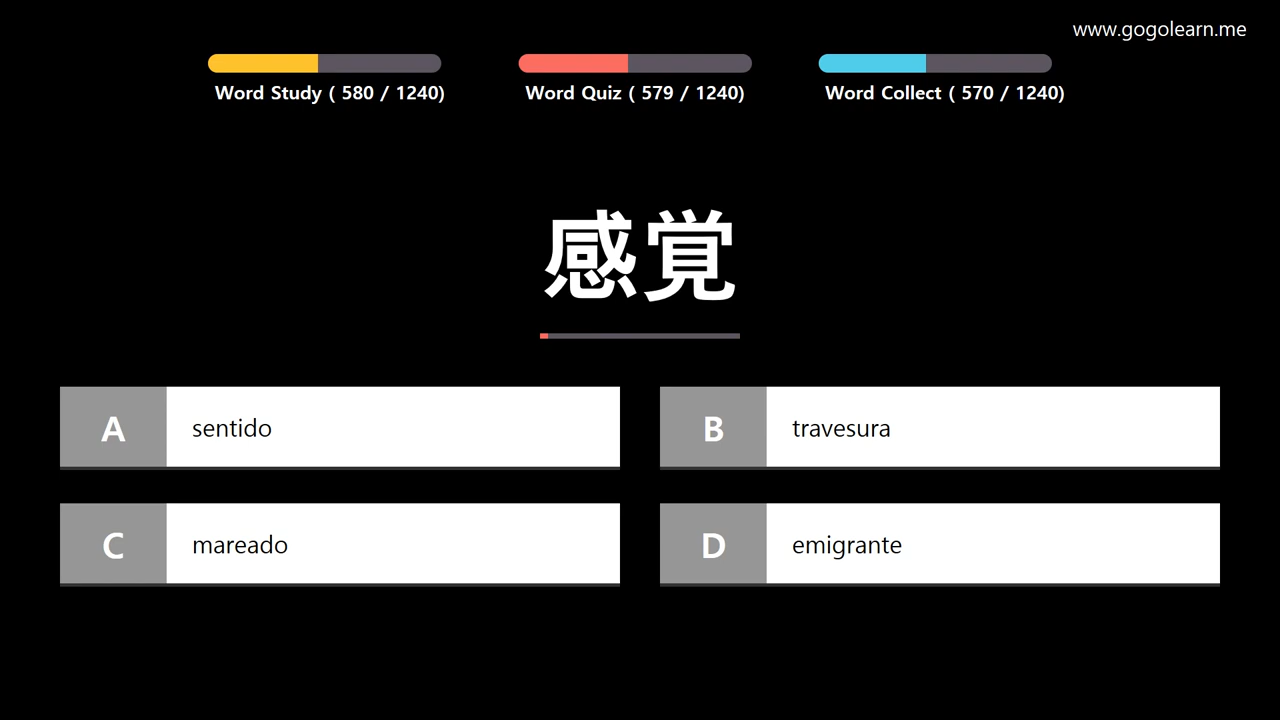 www.gogolearn.me
Word Study ( 580 / 1240)
Word Quiz ( 579 / 1240)
Word Collect ( 570 / 1240)
感覚
A sentido
B travesura
C mareado
D emigrante